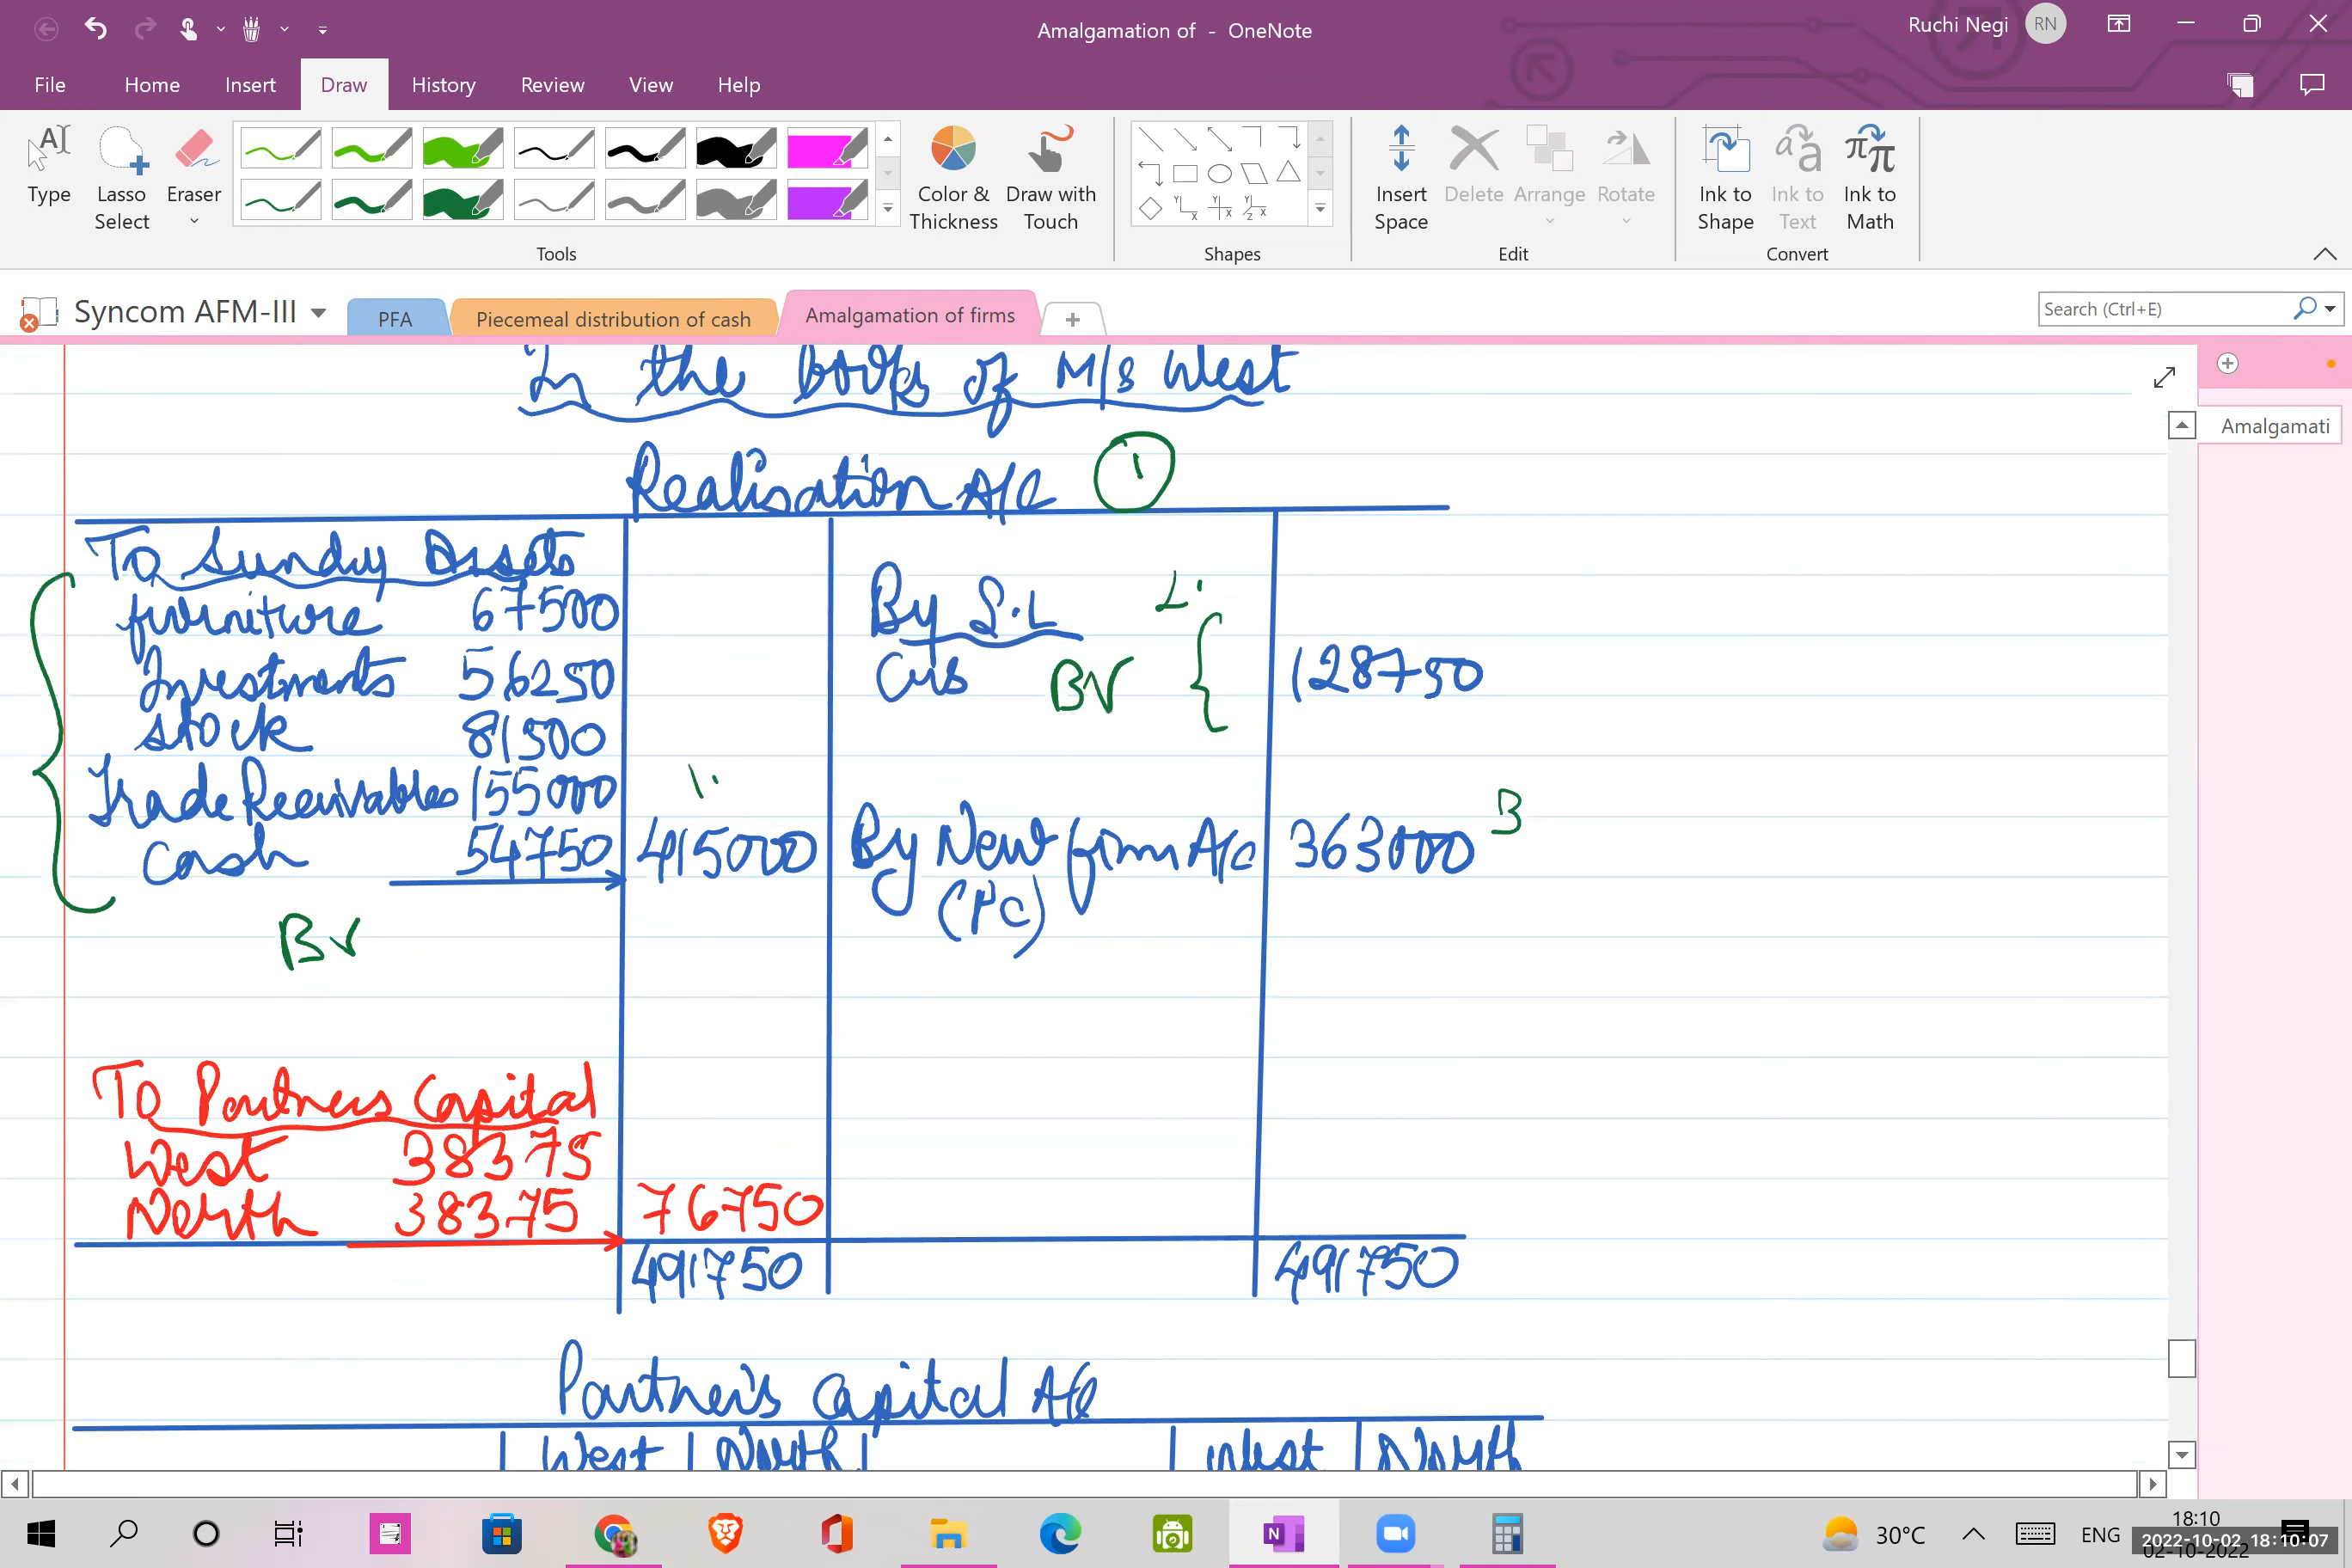 Amalgamation of - OneNote
Ruchi Negi RN
File Home Insert Draw History Review View Help
Type Lasso Select Eraser Color & Thickness Draw with Touch Insert Space Delete Arrange Rotate Ink to Shape Ink to Text Ink to Math
Tools Shapes Edit Convert
Syncom AFM-III PFA Piecemeal distribution of cash Amalgamation of firms + Search (Ctrl+E)
Amalgamati
In the books of M/s West
Realisation A/c 1
To Sundry Assets
furniture 67500
By S.L
Investments 56250
Cus BV 128750
stock 81500
Trade Receivables 155000
Cash 54750 415000 By New firm A/c 363000 3
(PC)
BV
To Partners Capital
West 38375
North 38375 76750
491750 491750
Partner's Capital A/c
West North West North
30°C ENG 18:10
2022-10-02 18:10:07
02-10-2022